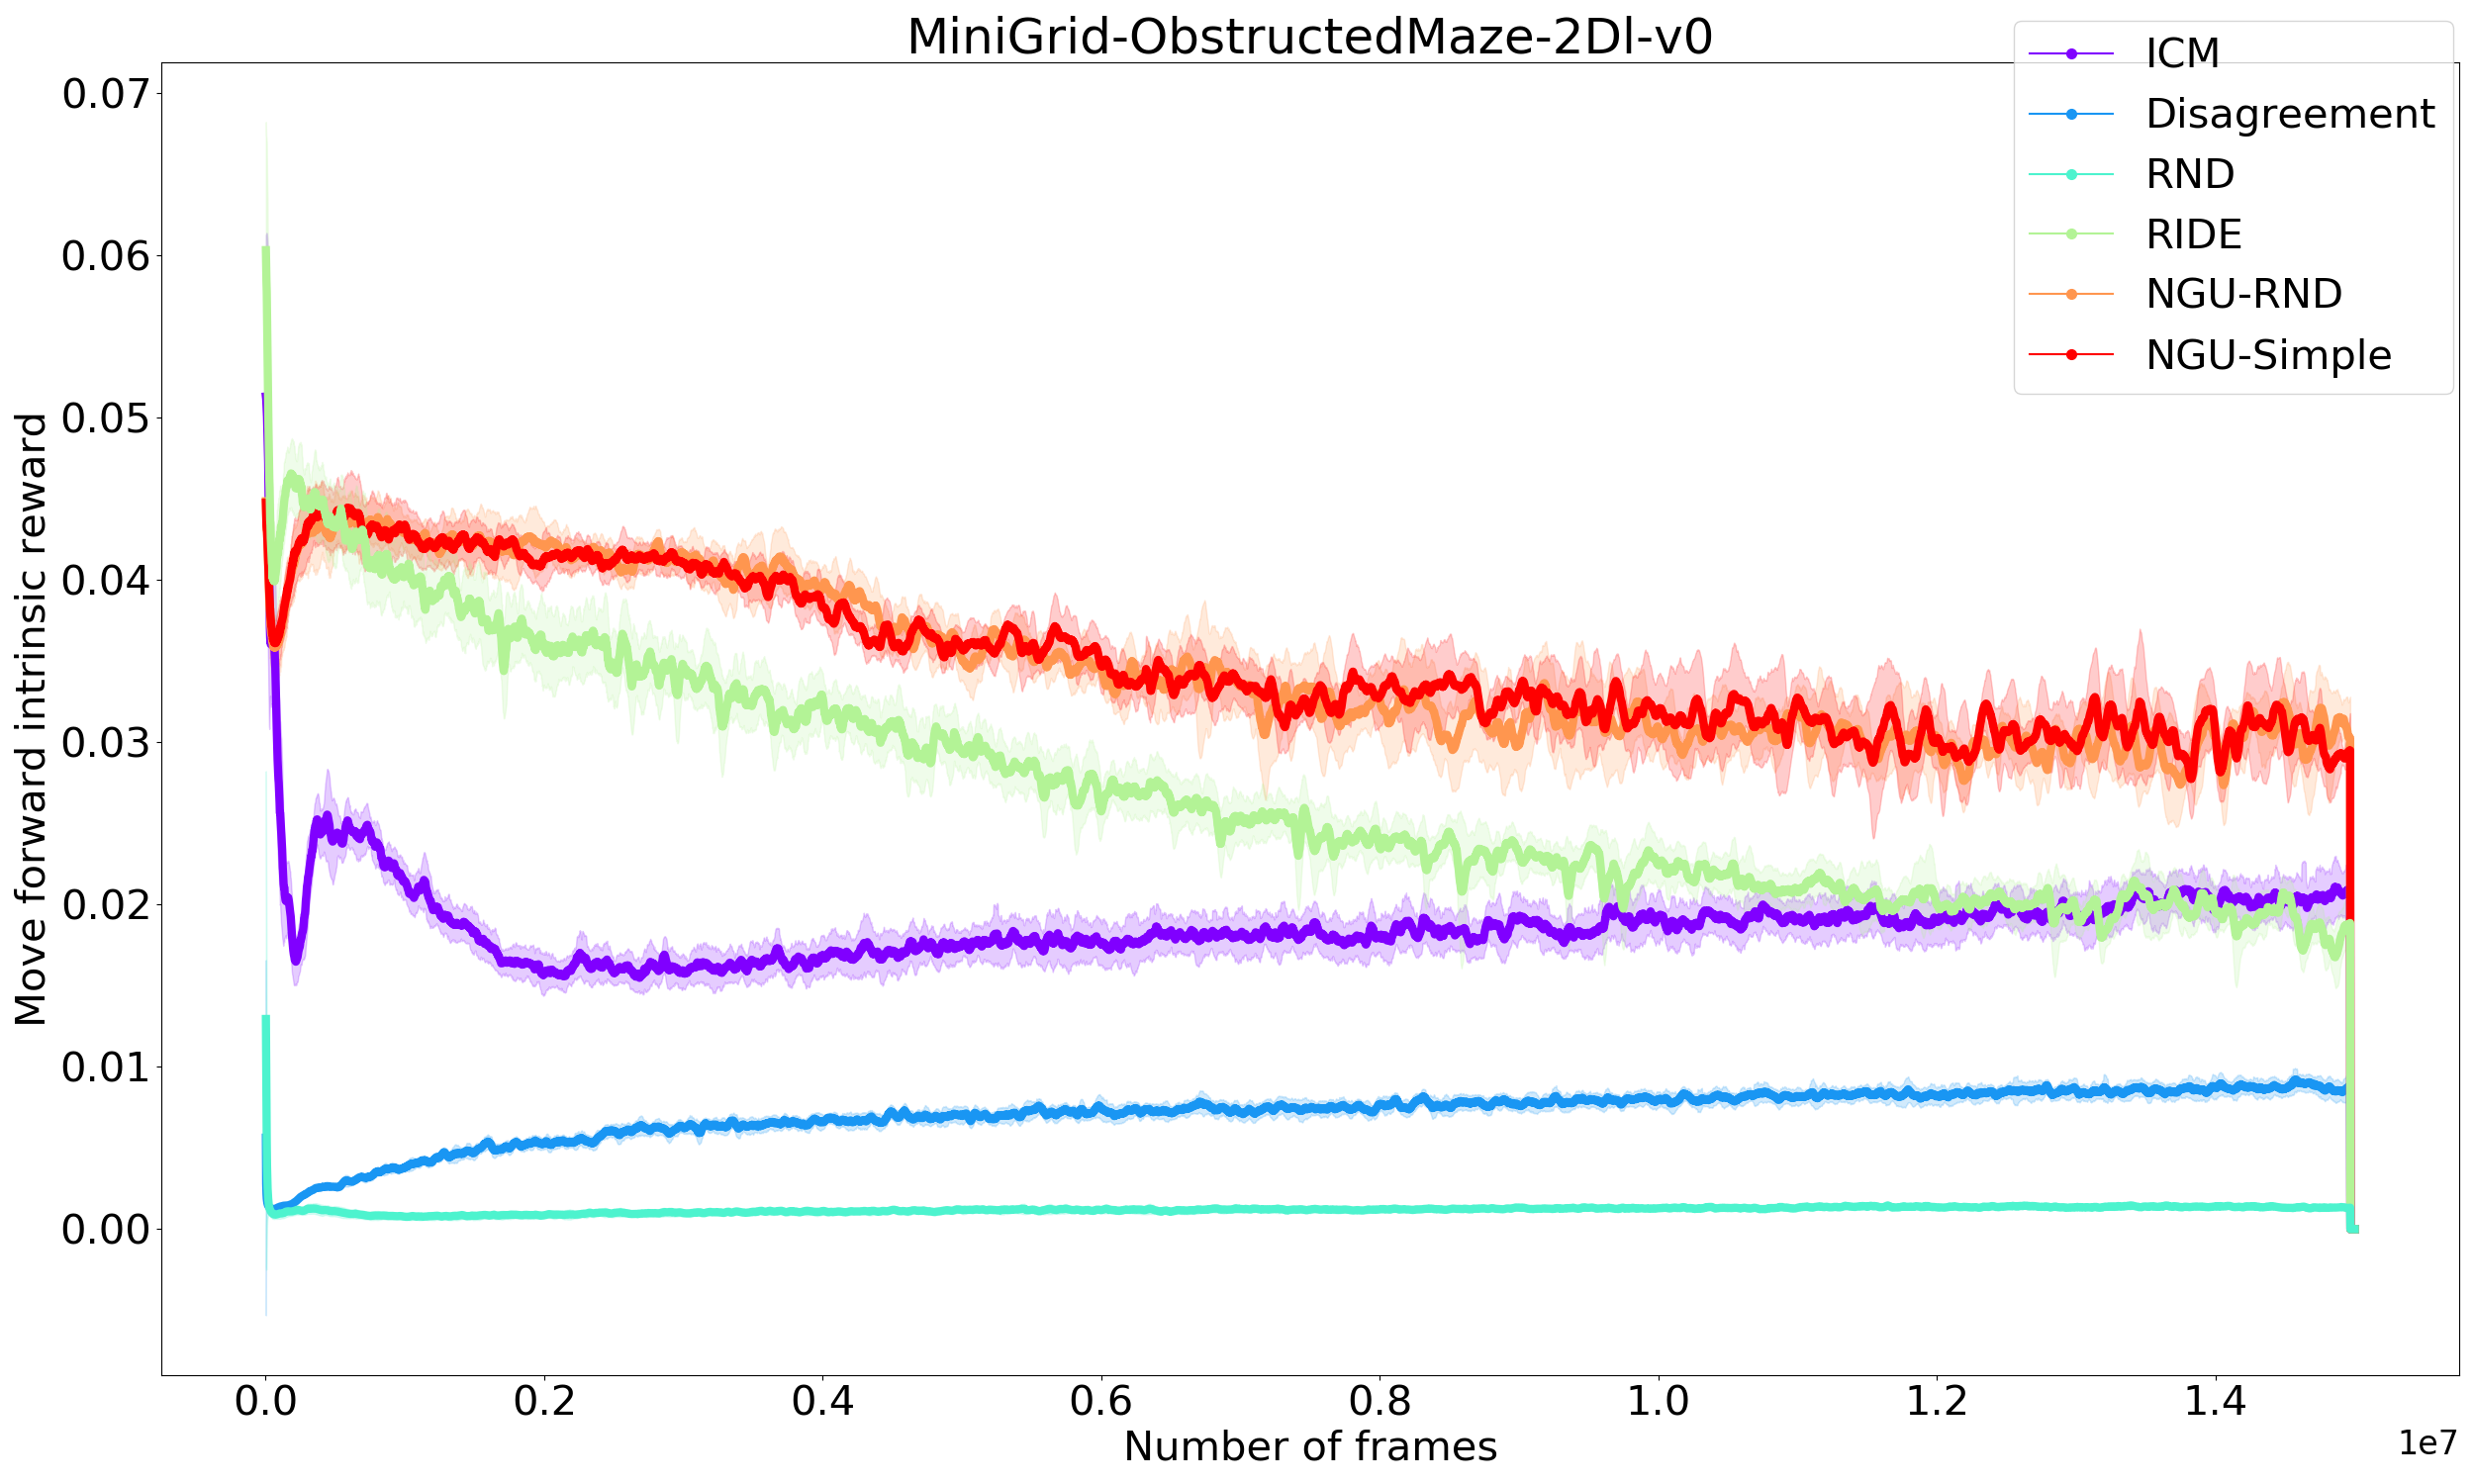 MiniGrid-ObstructedMaze-2Dl-v0
ICM
Disagreement
RND
RIDE
NGU-RND
NGU-Simple
Move forward intrinsic reward
0.07
0.06
0.05
0.04
0.03
0.02
0.01
0.00
0.0 0.2 0.4 0.6 0.8 1.0 1.2 1.4
1e7
Number of frames